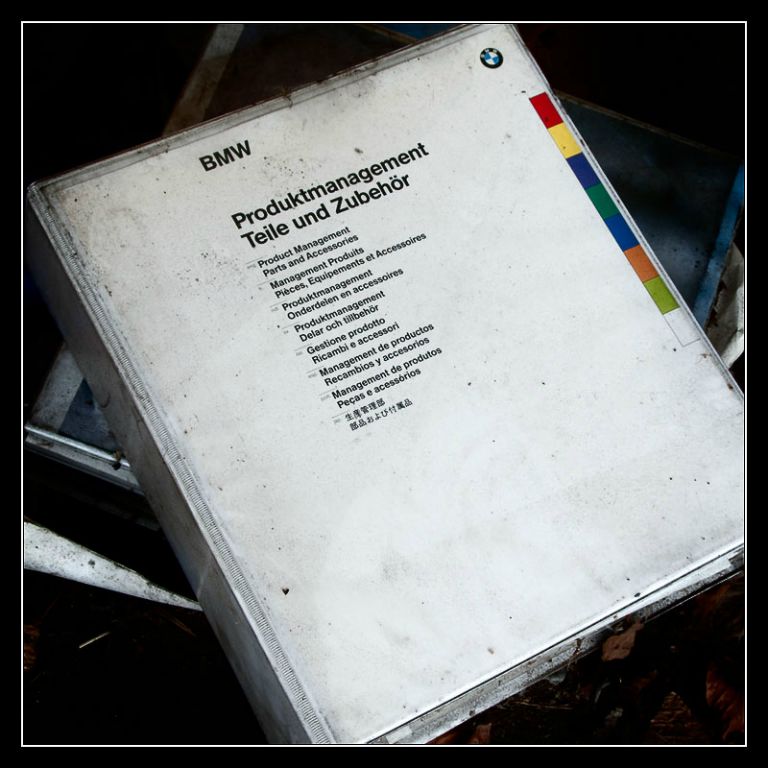 BMW
Produktmanagement
Teile und Zubehör
Product Management
Parts and Accessories
Management Produits
Pièces, Equipements et Accessoires
Produktmanagement
Onderdelen en accessoires
Produktmanagement
Delar och tillbehör
Gestione prodotto
Ricambi e accessori
Management de productos
Recambios y accesorios
Management de produtos
Peças e acessórios
生産管理部
部品および付属品